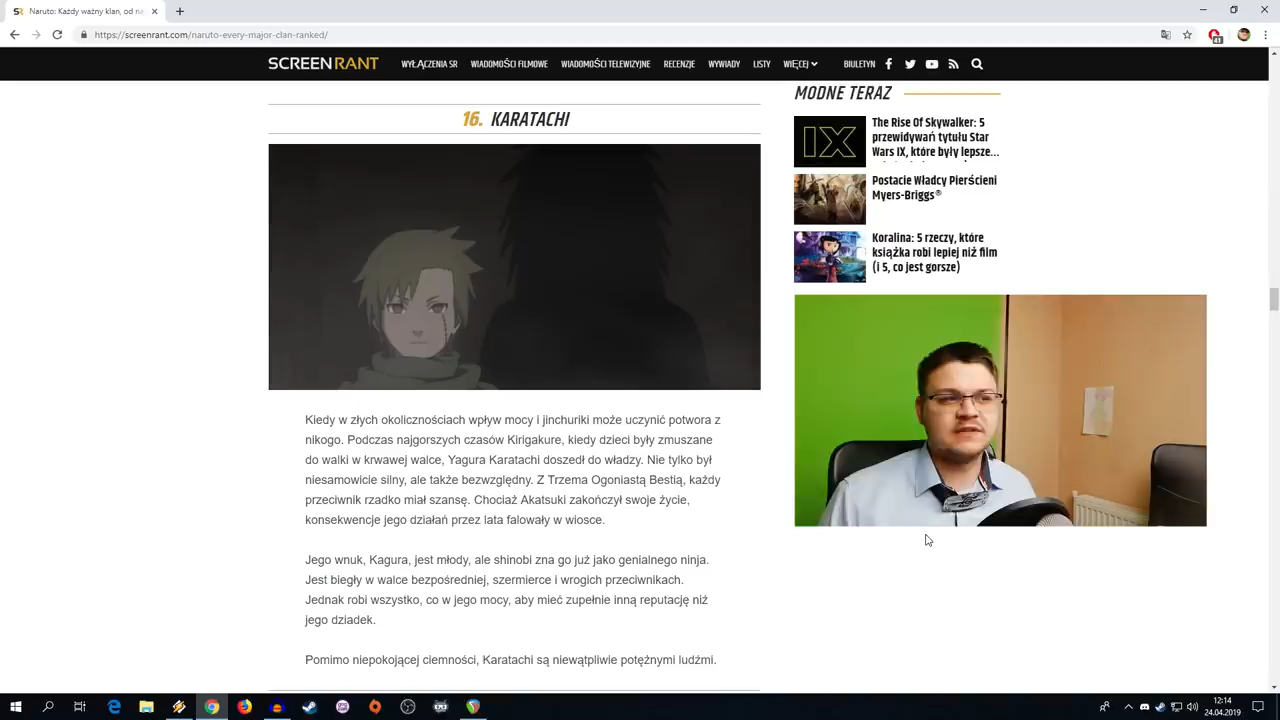 Naruto: Każdy ważny klan, od na
https://screenrant.com/naruto-every-major-clan-ranked/
41
SCREENRANT
WYŁĄCZENIA SR
WIADOMOŚCI FILMOWE
WIADOMOŚCI TELEWIZYJNE
RECENZJE
WYWIADY
LISTY
WIĘCEJ
BIULETYN
16. KARATACHI
Kiedy w złych okolicznościach wpływ mocy i jinchuriki może uczynić potwora z
nikogo. Podczas najgorszych czasów Kirigakure, kiedy dzieci były zmuszane
do walki w krwawej walce, Yagura Karatachi doszedł do władzy. Nie tylko był
niesamowicie silny, ale także bezwzględny. Z Trzema Ogoniastą Bestią, każdy
przeciwnik rzadko miał szansę. Chociaż Akatsuki zakończył swoje życie,
konsekwencje jego działań przez lata falowały w wiosce.
Jego wnuk, Kagura, jest młody, ale shinobi zna go już jako genialnego ninja.
Jest biegły w walce bezpośredniej, szermierce i wrogich przeciwnikach.
Jednak robi wszystko, co w jego mocy, aby mieć zupełnie inną reputację niż
jego dziadek.
Pomimo niepokojącej ciemności, Karatachi są niewątpliwie potężnymi ludźmi.
MODNE TERAZ
IX
The Rise Of Skywalker: 5
przewidywań tytułu Star
Wars IX, które były lepsze...
Postacie Władcy Pierścieni
Myers-Briggs®
Koralina: 5 rzeczy, które
książka robi lepiej niż film
(i 5, co jest gorsze)
12:14
24.04.2019